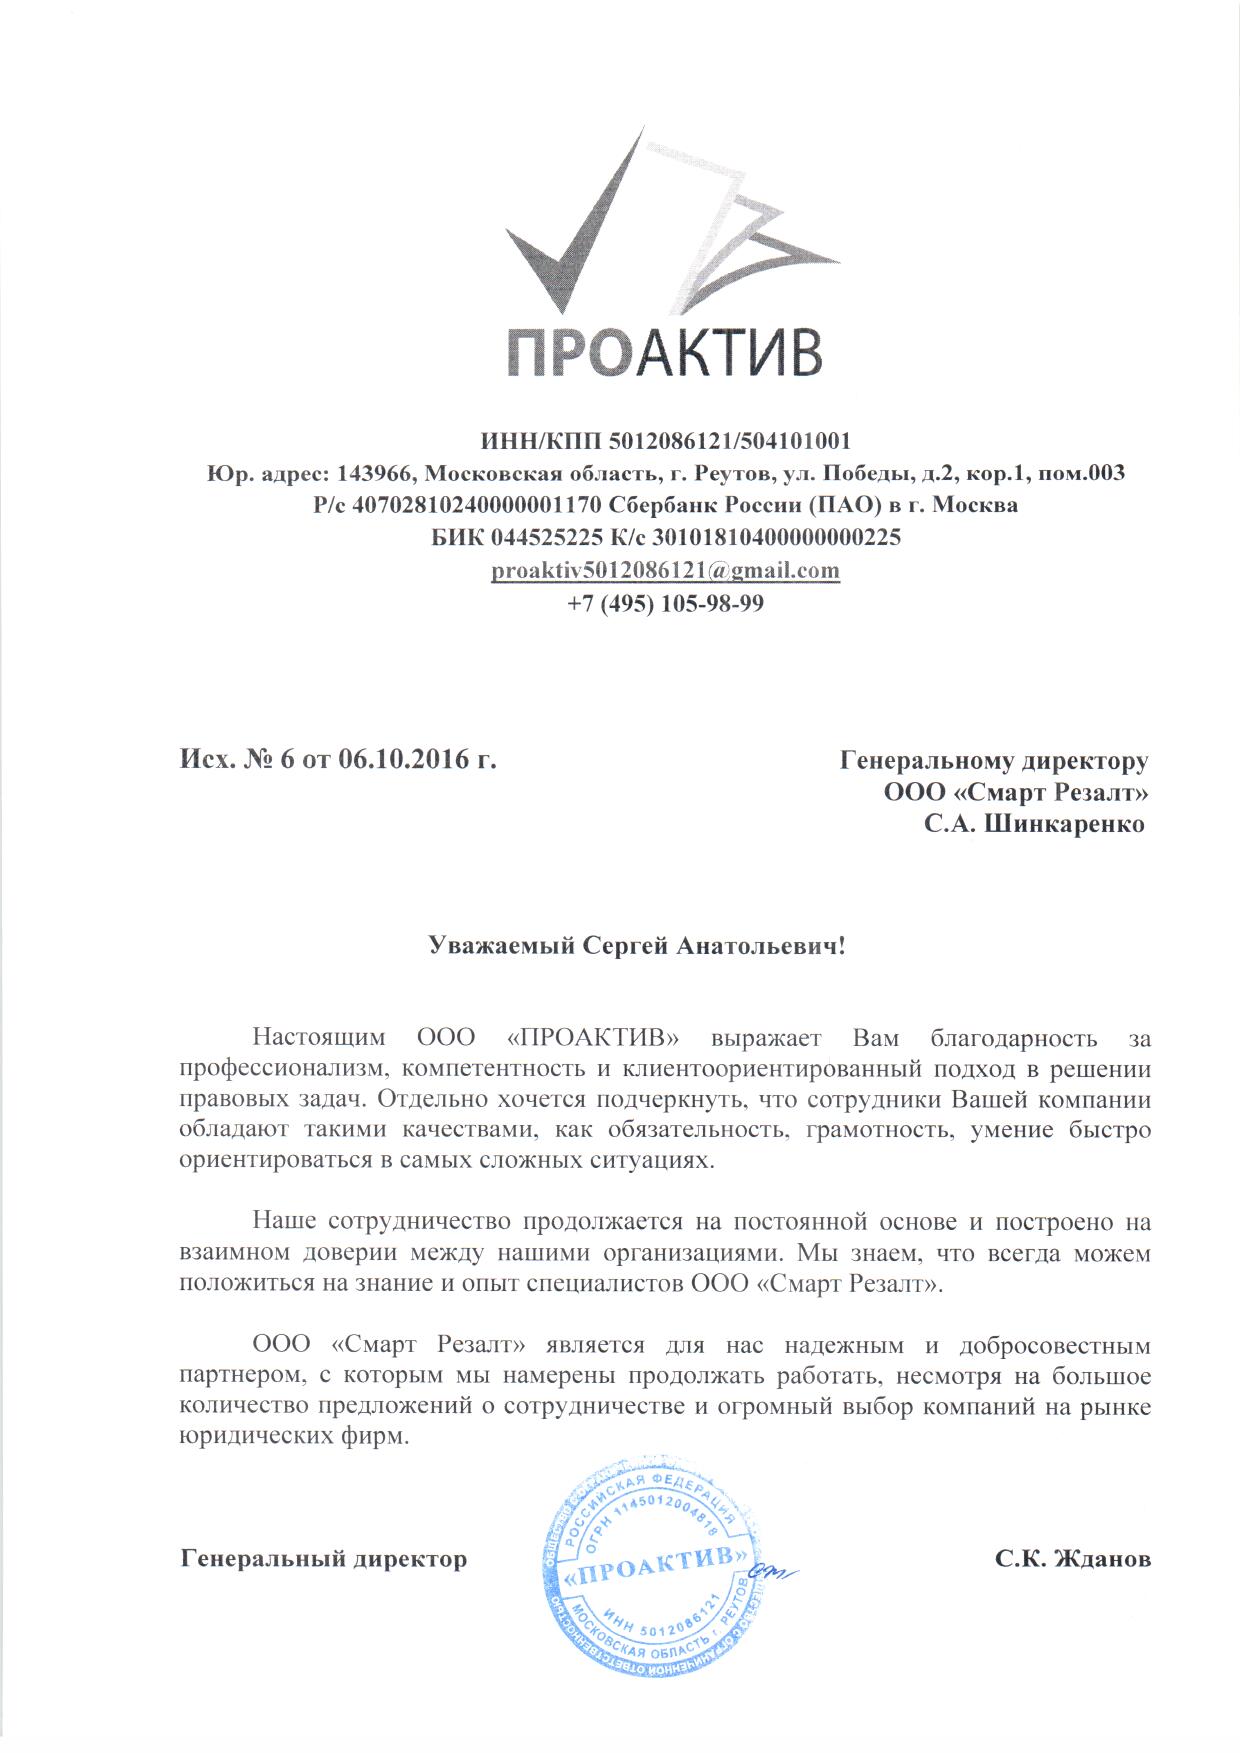 ПРОАКТИВ
ИНН/КПП 5012086121/504101001
Юр. адрес: 143966, Московская область, г. Реутов, ул. Победы, д.2, кор.1, пом.003
Р/с 40702810240000001170 Сбербанк России (ПАО) в г. Москва
БИК 044525225 К/с 30101810400000000225
proaktiv5012086121@gmail.com
+7 (495) 105-98-99
Исх. № 6 от 06.10.2016 г.
Генеральному директору
ООО «Смарт Резалт»
С.А. Шинкаренко
Уважаемый Сергей Анатольевич!
Настоящим ООО «ПРОАКТИВ» выражает Вам благодарность за
профессионализм, компетентность и клиентоориентированный подход в решении
правовых задач. Отдельно хочется подчеркнуть, что сотрудники Вашей компании
обладают такими качествами, как обязательность, грамотность, умение быстро
ориентироваться в самых сложных ситуациях.
Наше сотрудничество продолжается на постоянной основе и построено на
взаимном доверии между нашими организациями. Мы знаем, что всегда можем
положиться на знание и опыт специалистов ООО «Смарт Резалт».
ООО «Смарт Резалт» является для нас надежным и добросовестным
партнером, с которым мы намерены продолжать работать, несмотря на большое
количество предложений о сотрудничестве и огромный выбор компаний на рынке
юридических фирм.
Генеральный директор
С.К. Жданов
РОССИЙСКАЯ ФЕДЕРАЦИЯ
ОГРН 1145012004818
«ПРОАКТИВ»
ИНН 5012086121
МОСКОВСКАЯ ОБЛАСТЬ г. РЕУТОВ
ОГРАНИЧЕННОЙ ОТВЕТСТВЕННОСТЬЮ